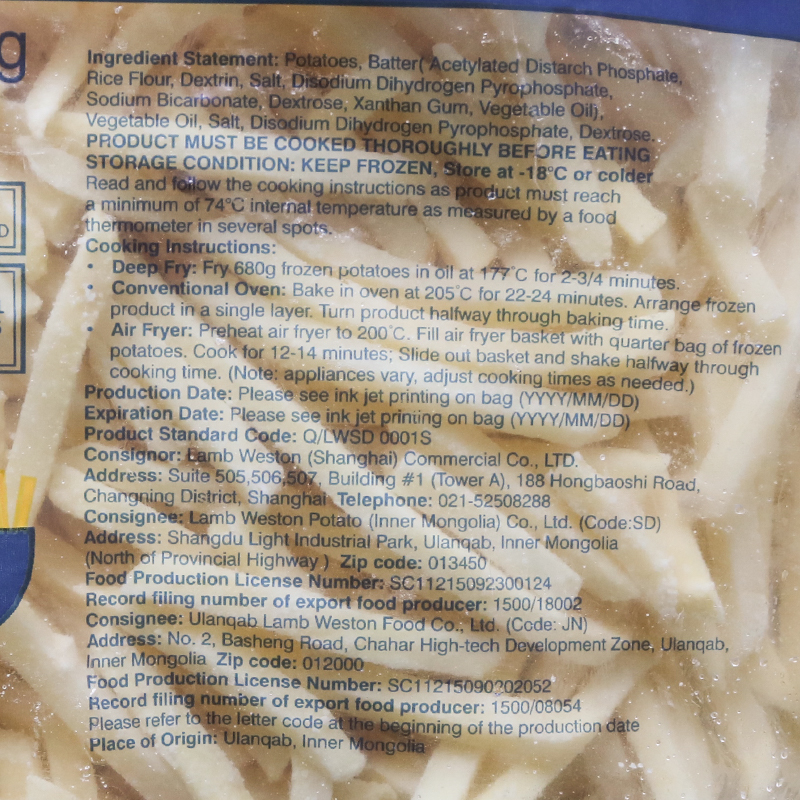 g
Ingredient Statement: Potatoes, Batter( Acetylated Distarch Phosphate,
Rice Flour, Dextrin, Salt, Disodium Dihydrogen Pyrophosphate,
Sodium Bicarbonate, Dextrose, Xanthan Gum, Vegetable Oil),
Vegetable Oil, Salt, Disodium Dihydrogen Pyrophosphate, Dextrose.
PRODUCT MUST BE COOKED THOROUGHLY BEFORE EATING
STORAGE CONDITION: KEEP FROZEN, Store at -18°C or colder
Read and follow the cooking instructions as product must reach
a minimum of 74°C internal temperature as measured by a food
thermometer in several spots.
Cooking Instructions:
• Deep Fry: Fry 680g frozen potatoes in oil at 177°C for 2-3/4 minutes.
• Conventional Oven: Bake in oven at 205°C for 22-24 minutes. Arrange frozen
product in a single layer. Turn product halfway through baking time.
• Air Fryer: Preheat air fryer to 200°C. Fill air fryer basket with quarter bag of frozen
potatoes. Cook for 12-14 minutes; Slide out basket and shake halfway through
cooking time. (Note: appliances vary, adjust cooking times as needed.)
Production Date: Please see ink jet printing on bag (YYYY/MM/DD)
Expiration Date: Please see ink jet printing on bag (YYYY/MM/DD)
Product Standard Code: Q/LWSD 0001S
Consignor: Lamb Weston (Shanghai) Commercial Co., LTD.
Address: Suite 505,506,507, Building #1 (Tower A), 188 Hongbaoshi Road,
Changning District, Shanghai Telephone: 021-52508288
Consignee: Lamb Weston Potato (Inner Mongolia) Co., Ltd. (Code:SD)
Address: Shangdu Light Industrial Park, Ulanqab, Inner Mongolia
(North of Provincial Highway ) Zip code: 013450
Food Production License Number: SC11215092300124
Record filing number of export food producer: 1500/18002
Consignee: Ulanqab Lamb Weston Food Co., Ltd. (Code: JN)
Address: No. 2, Basheng Road, Chahar High-tech Development Zone, Ulanqab,
Inner Mongolia Zip code: 012000
Food Production License Number: SC11215090202052
Record filing number of export food producer: 1500/08054
Please refer to the letter code at the beginning of the production date
Place of Origin: Ulanqab, Inner Mongolia